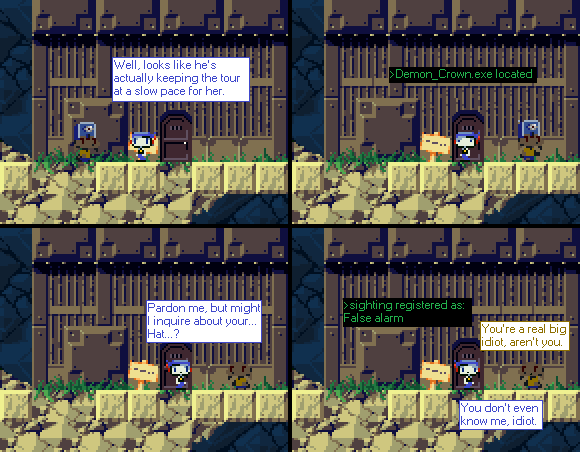 Well, looks like he's
actually keeping the tour
at a slow pace for her.
>Demon_Crown.exe located
Pardon me, but might
I inquire about your...
Hat...?
>sighting registered as:
False alarm
You're a real big
idiot, aren't you.
You don't even
know me, idiot.